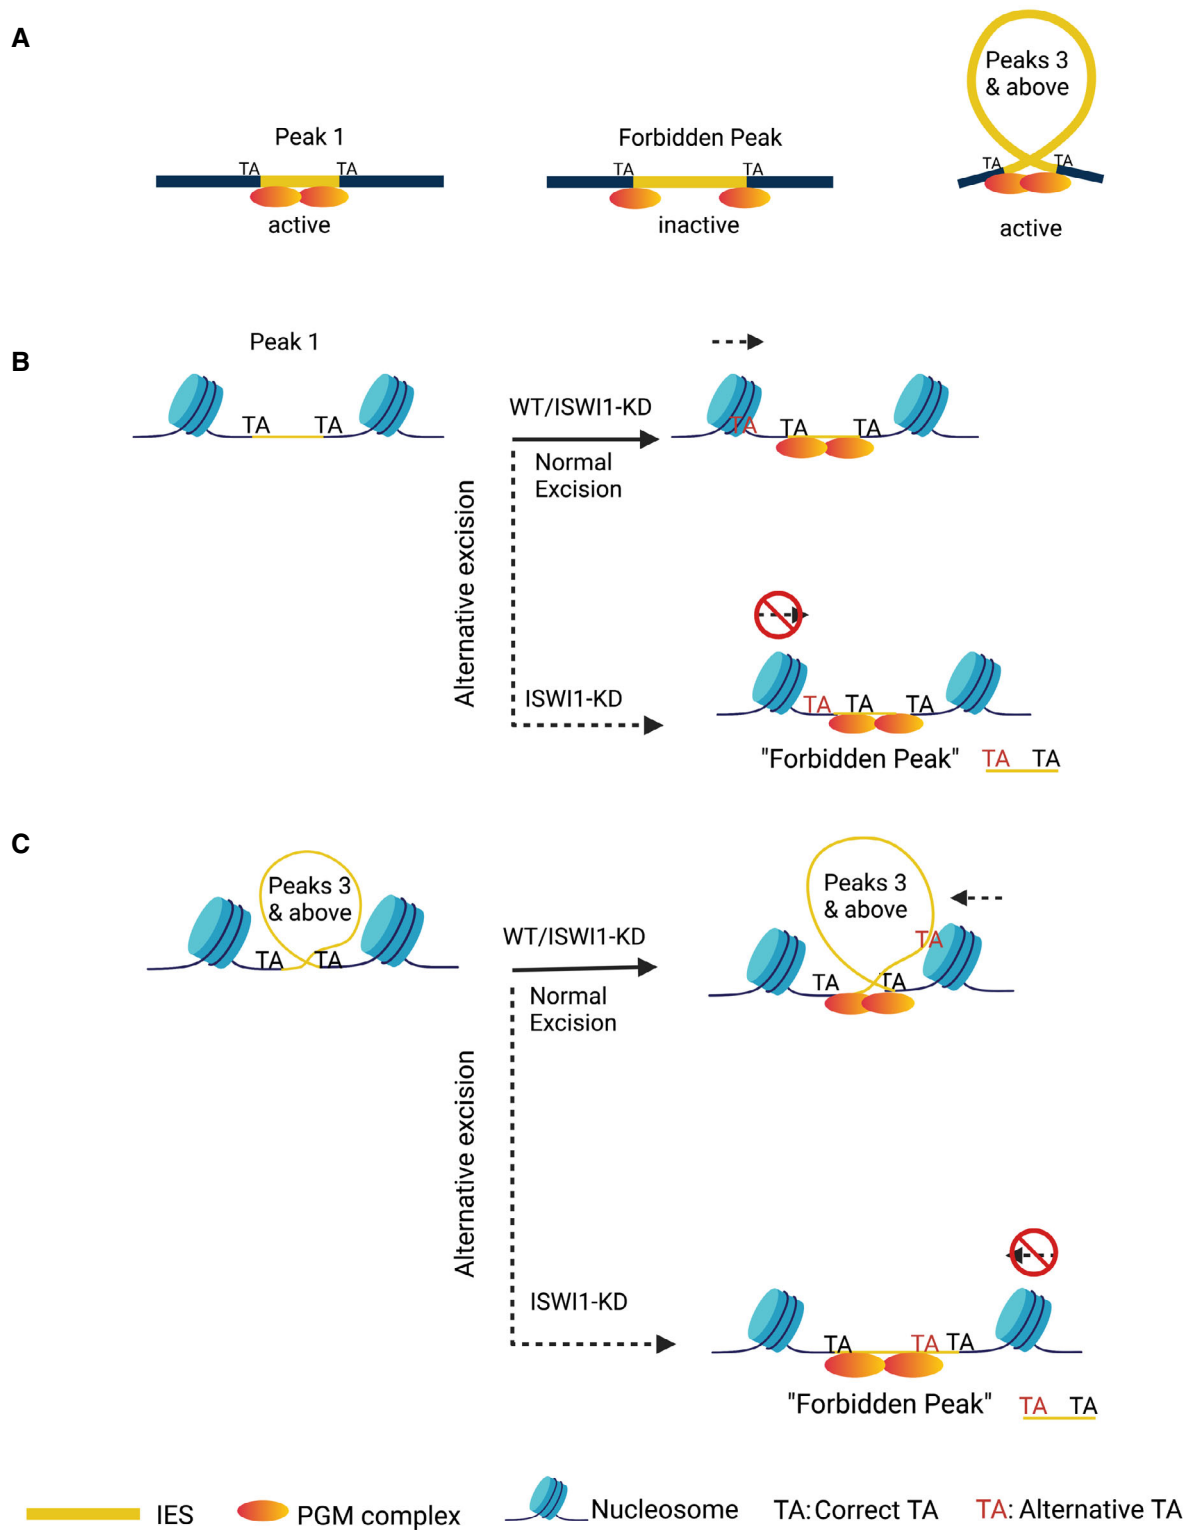 A
Peak 1
TA TA
active
Forbidden Peak
TA TA
inactive
Peaks 3
& above
TA TA
active
B
Peak 1
TA TA
Alternative excision
WT/ISWI1-KD
Normal
Excision
TA TA TA
ISWI1-KD
TA TA TA
"Forbidden Peak" TA TA
C
Peaks 3
& above
TA TA
Alternative excision
WT/ISWI1-KD
Normal
Excision
Peaks 3
& above
TA
TA TA
ISWI1-KD
TA TA TA
"Forbidden Peak" TA TA
IES PGM complex Nucleosome TA: Correct TA TA: Alternative TA